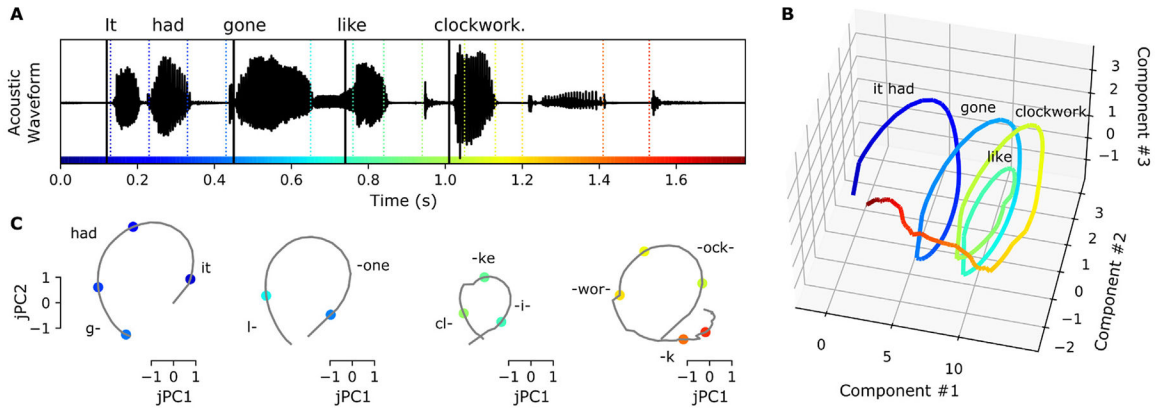 A
It had gone like clockwork.
Acoustic
Waveform
0.0 0.2 0.4 0.6 0.8 1.0 1.2 1.4 1.6
Time (s)
B
it had
gone
clockwork
like
3
2
1
0
−1
Component #3
3
2
1
0
−1
−2
Component #2
0
5
10
Component #1
C
had
it
g-
1
0
−1
jPC2
−1 0 1
jPC1
-one
l-
−1 0 1
jPC1
-ke
-i-
cl-
−1 0 1
jPC1
-ock-
-wor-
-k
−1 0 1
jPC1